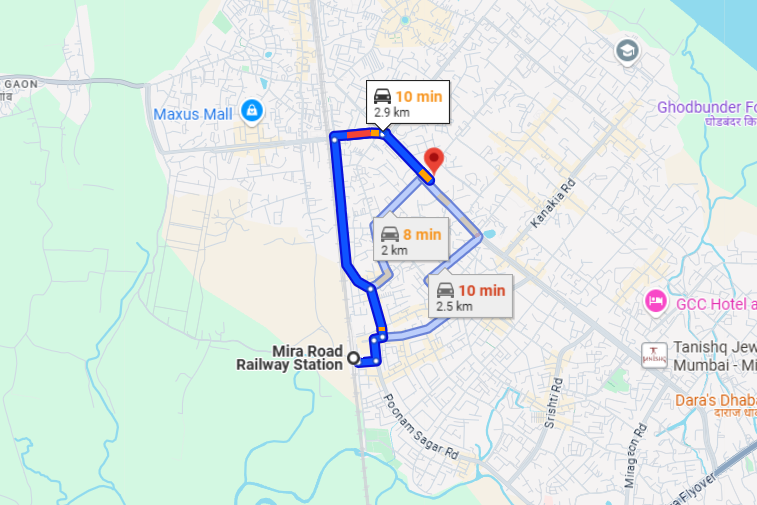 GAON
गांव
Maxus Mall
10 min
2.9 km
Ghodbunder Fo
घोडबंदर कि
Kanakia Rd
8 min
2 km
10 min
2.5 km
GCC Hotel a
Mira Road
Railway Station
TANISHQ
Tanishq Jew
Mumbai - Mi
Dara's Dhaba
दाराज धाब
Poonam Sagar Rd
Srishti Rd
Miragaon Rd
ra Flyover